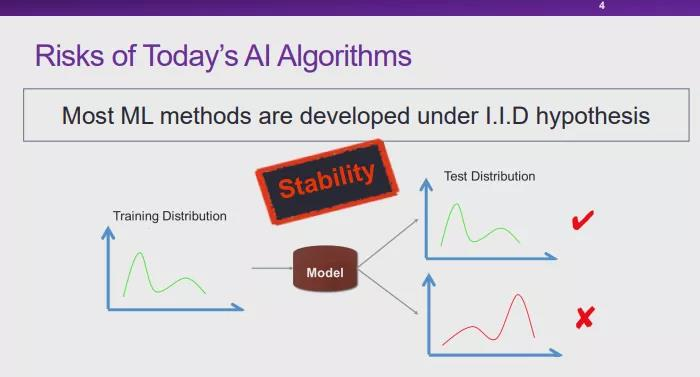 4
Risks of Today's AI Algorithms
Most ML methods are developed under I.I.D hypothesis
Stability
Test Distribution
Training Distribution
Model